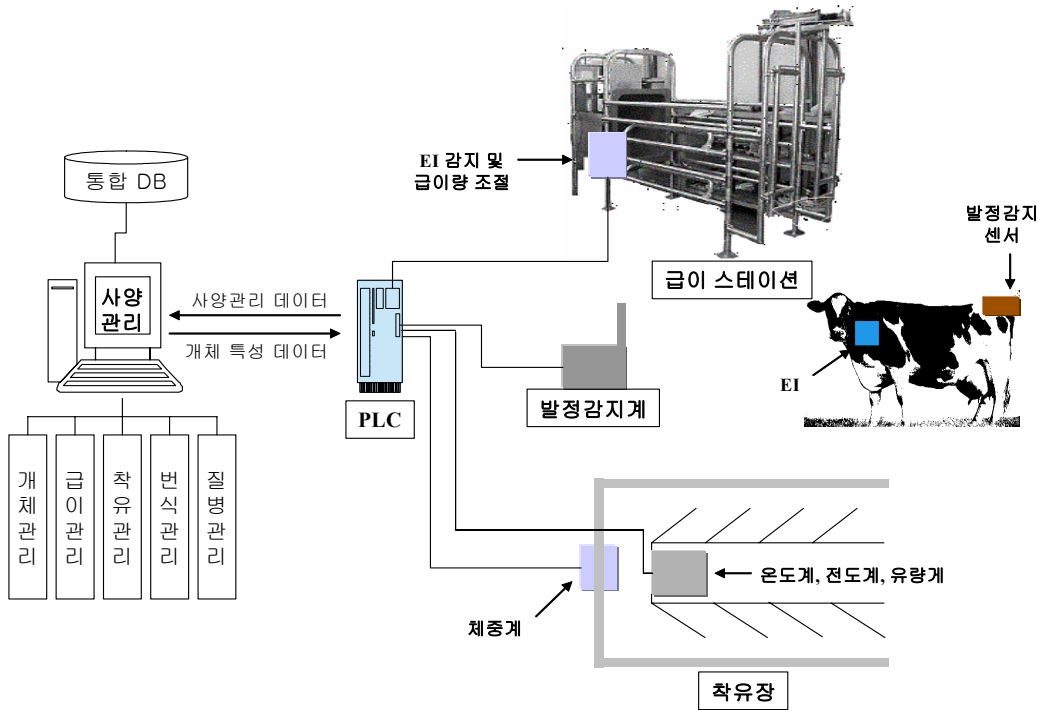 EI 감지 및
급이량 조절
통합 DB
발정감지
센서
급이 스테이션
사양
관리
사양관리 데이터
개체 특성 데이터
EI
PLC
발정감지계
개체관리
급이관리
착유관리
번식관리
질병관리
온도계, 전도계, 유량게
체중계
착유장